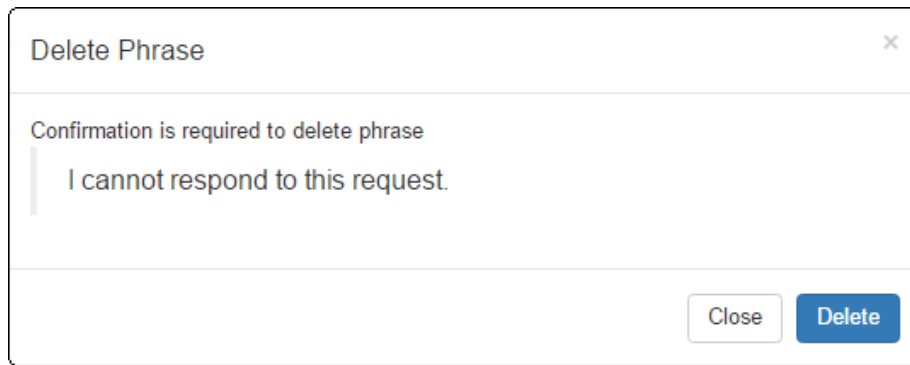 Delete Phrase ×
Confirmation is required to delete phrase
I cannot respond to this request.
Close Delete